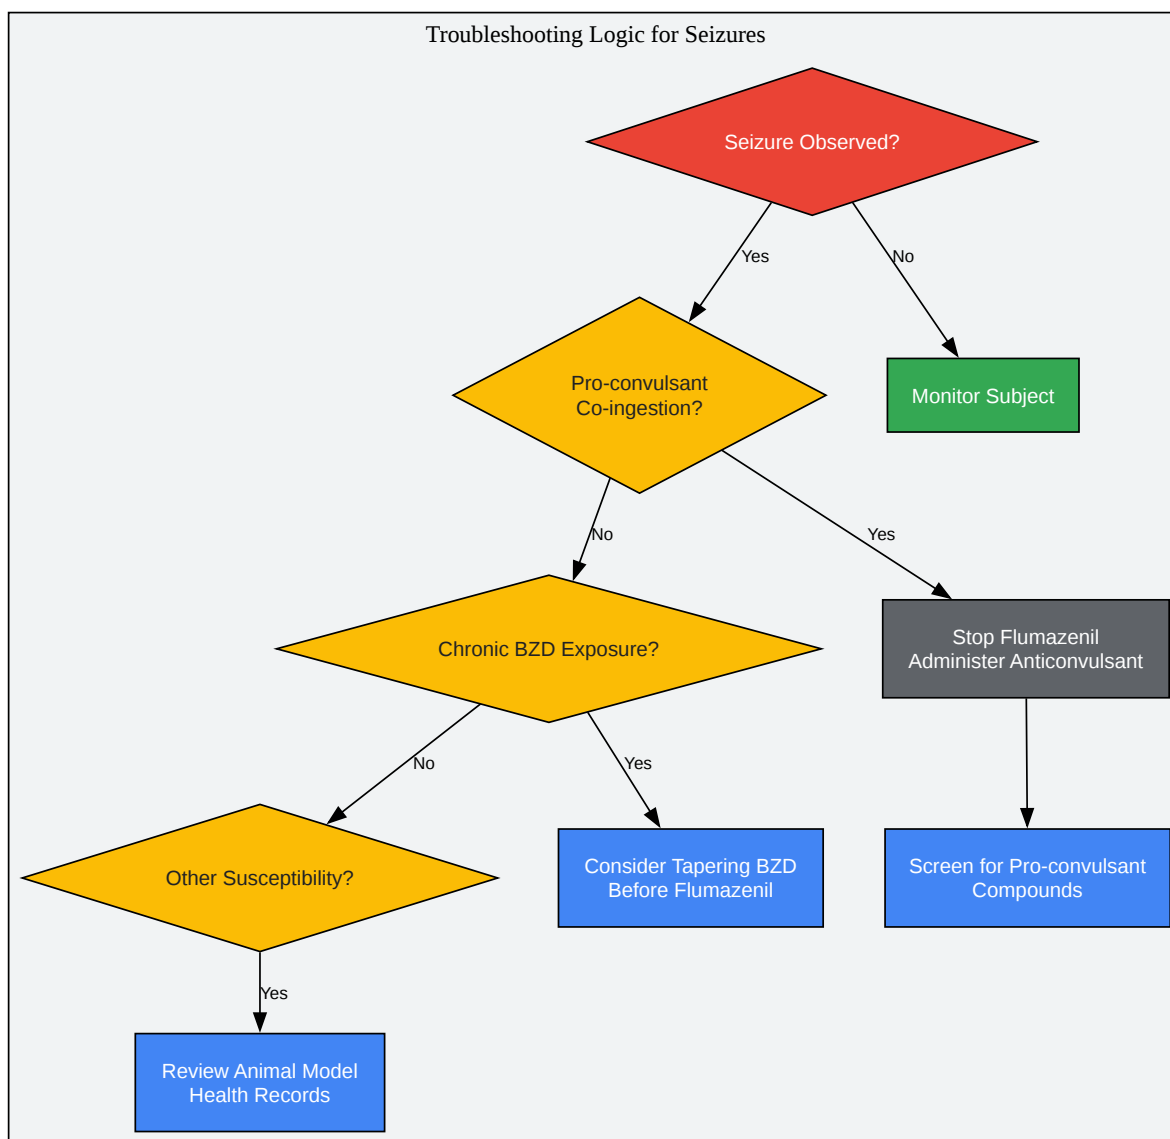 Troubleshooting Logic for Seizures
Seizure Observed?
Yes
No
Pro-convulsant
Co-ingestion?
Monitor Subject
No
Yes
Chronic BZD Exposure?
Stop Flumazenil
Administer Anticonvulsant
No
Yes
Other Susceptibility?
Consider Tapering BZD
Before Flumazenil
Screen for Pro-convulsant
Compounds
Yes
Review Animal Model
Health Records